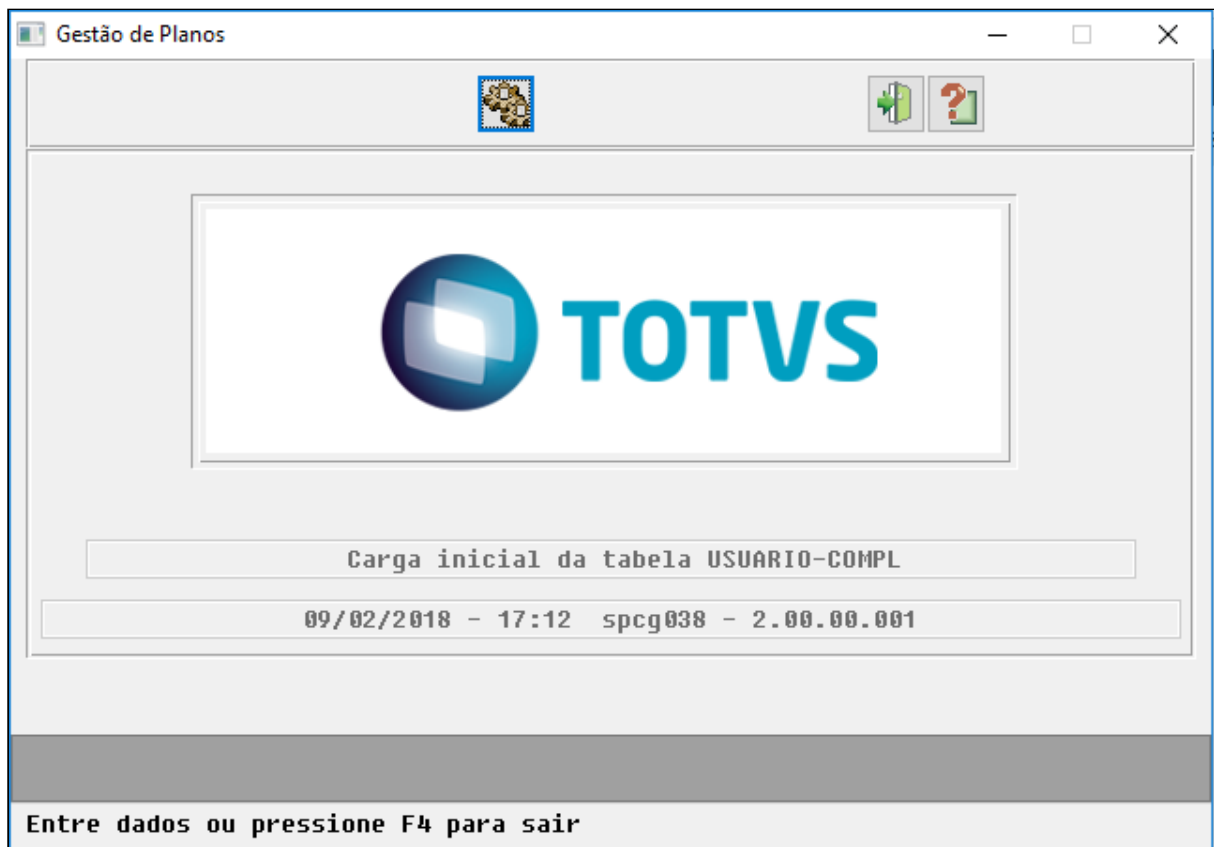 Gestão de Planos
TOTVS
Carga inicial da tabela USUARIO-COMPL
09/02/2018 - 17:12 spcg038 - 2.00.00.001
Entre dados ou pressione F4 para sair